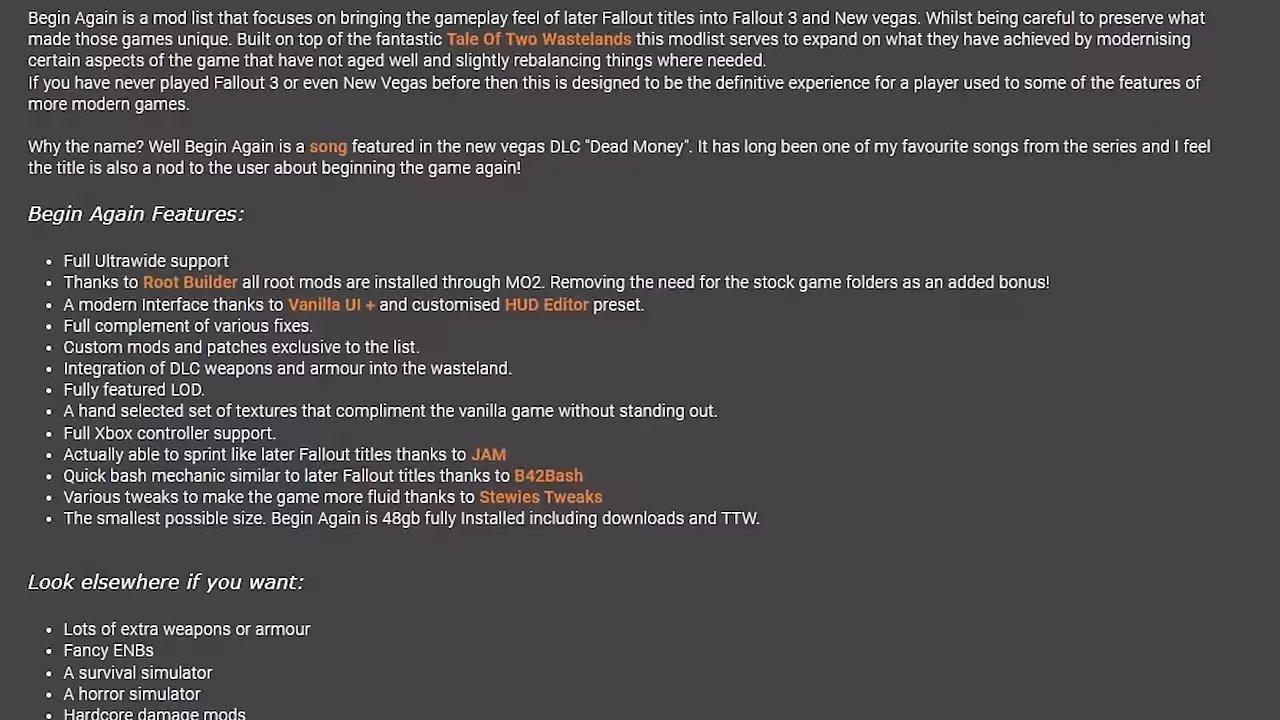 Begin Again is a mod list that focuses on bringing the gameplay feel of later Fallout titles into Fallout 3 and New vegas. Whilst being careful to preserve what
made those games unique. Built on top of the fantastic Tale Of Two Wastelands this modlist serves to expand on what they have achieved by modernising
certain aspects of the game that have not aged well and slightly rebalancing things where needed.
If you have never played Fallout 3 or even New Vegas before then this is designed to be the definitive experience for a player used to some of the features of
more modern games.
Why the name? Well Begin Again is a song featured in the new vegas DLC "Dead Money". It has long been one of my favourite songs from the series and I feel
the title is also a nod to the user about beginning the game again!
Begin Again Features:
• Full Ultrawide support
• Thanks to Root Builder all root mods are installed through MO2. Removing the need for the stock game folders as an added bonus!
• A modern Interface thanks to Vanilla UI + and customised HUD Editor preset.
• Full complement of various fixes.
• Custom mods and patches exclusive to the list.
• Integration of DLC weapons and armour into the wasteland.
• Fully featured LOD.
• A hand selected set of textures that compliment the vanilla game without standing out.
• Full Xbox controller support.
• Actually able to sprint like later Fallout titles thanks to JAM
• Quick bash mechanic similar to later Fallout titles thanks to B42Bash
• Various tweaks to make the game more fluid thanks to Stewies Tweaks
• The smallest possible size. Begin Again is 48gb fully Installed including downloads and TTW.
Look elsewhere if you want:
• Lots of extra weapons or armour
• Fancy ENBs
• A survival simulator
• A horror simulator
• Hardcore damage mods